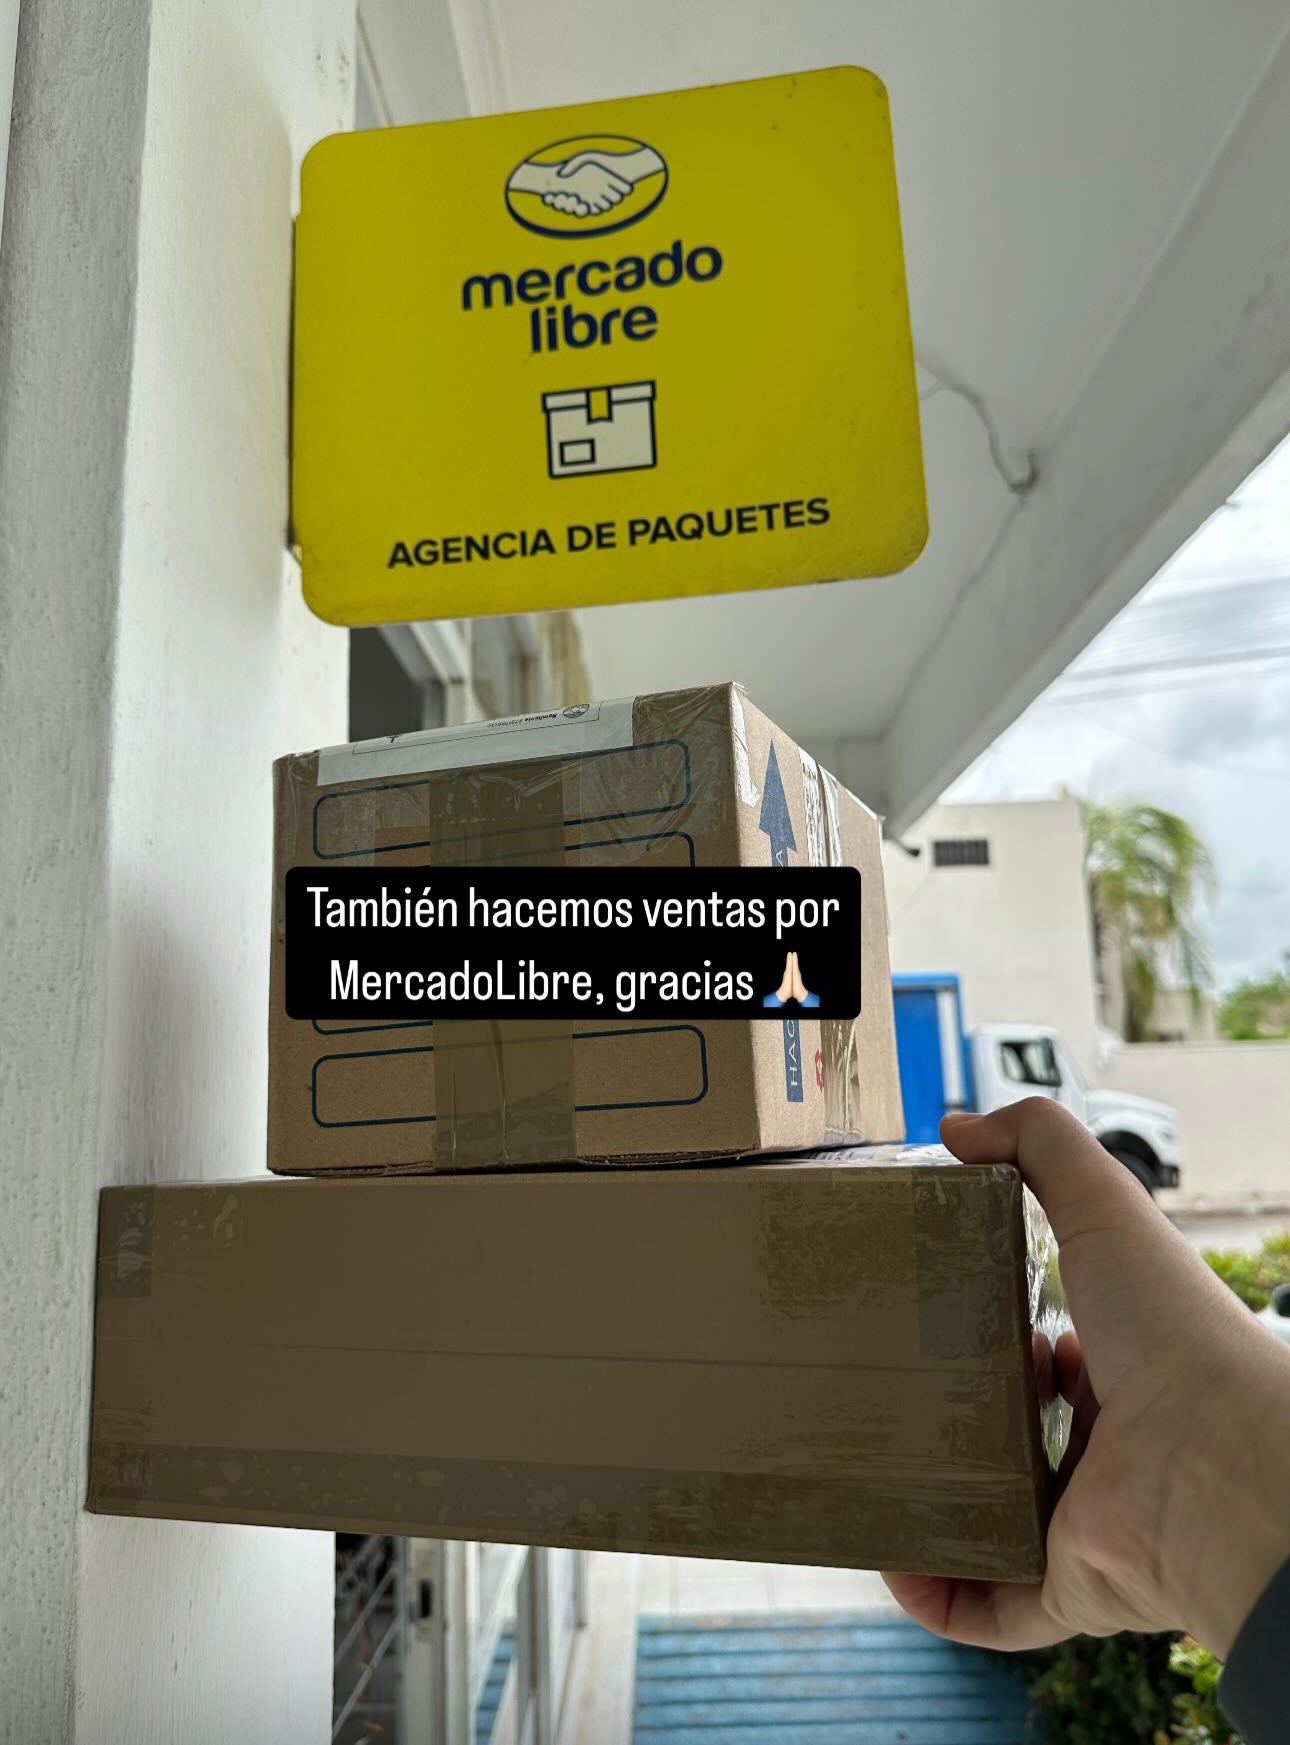 mercado
libre
AGENCIA DE PAQUETES
También hacemos ventas por
MercadoLibre, gracias 🙏🏻